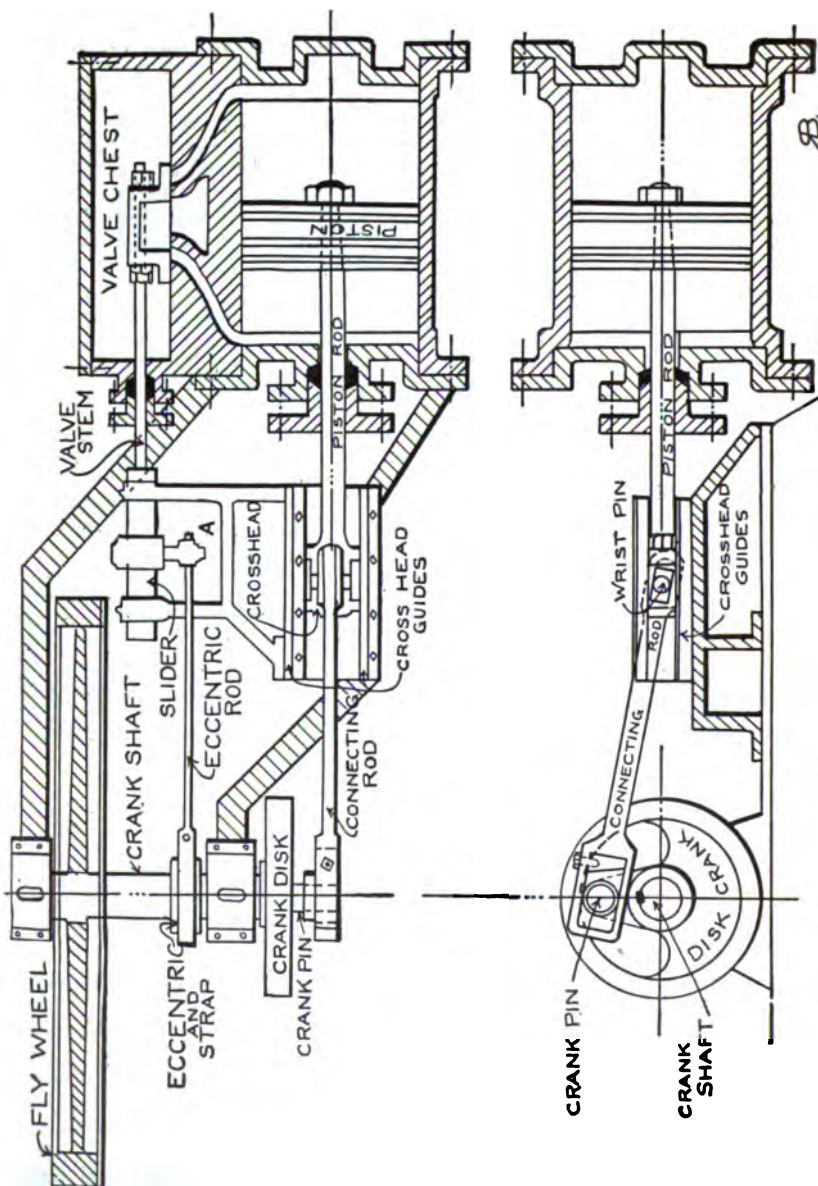 FLY WHEEL
CRANK SHAFT
SLIDER
ECCENTRIC
ROD
VALVE
STEM
VALVE CHEST
ECCENTRIC
AND
STRAP
A
CRANK DISK
CRANK PIN
CONNECTING
ROD
CROSSHEAD
CROSS HEAD
GUIDES
PISTON ROD
PISTON
CRANK PIN
CRANK
SHAFT
DISK CRANK
CONNECTING
ROD
WRIST PIN
CROSSHEAD
GUIDES
PISTON ROD